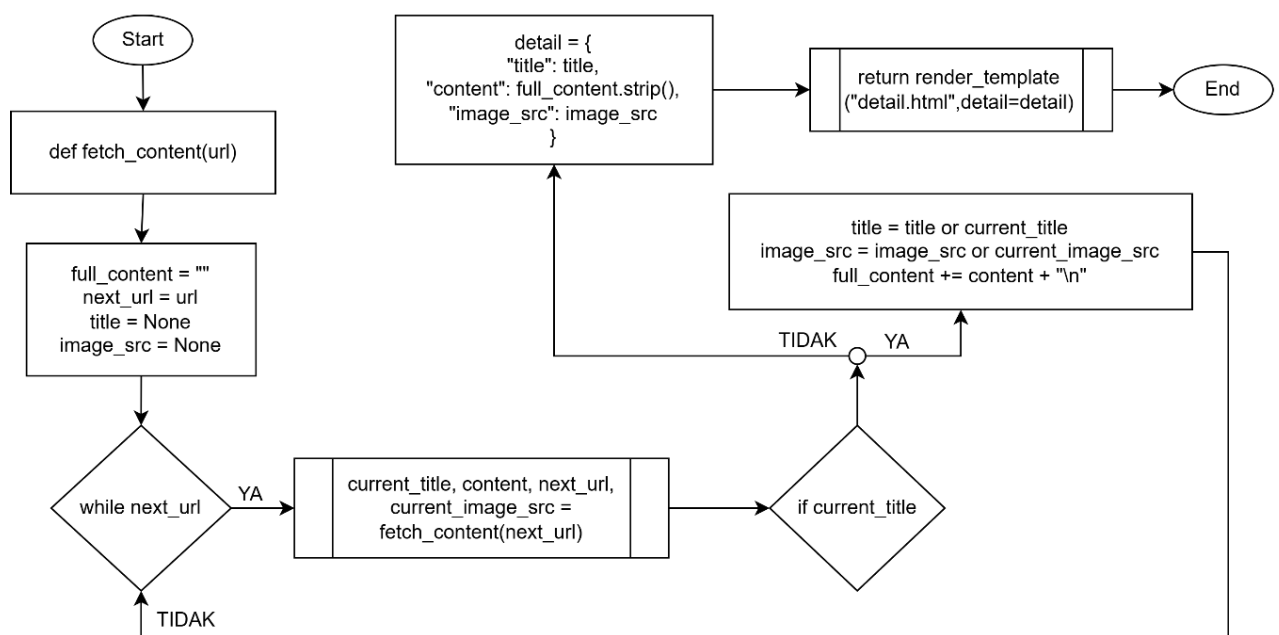 Start
def fetch_content(url)
full_content = ""
next_url = url
title = None
image_src = None
while next_url
YA
TIDAK
current_title, content, next_url,
current_image_src =
fetch_content(next_url)
if current_title
TIDAK
YA
title = title or current_title
image_src = image_src or current_image_src
full_content += content + "\n"
detail = {
"title": title,
"content": full_content.strip(),
"image_src": image_src
}
return render_template
("detail.html",detail=detail)
End